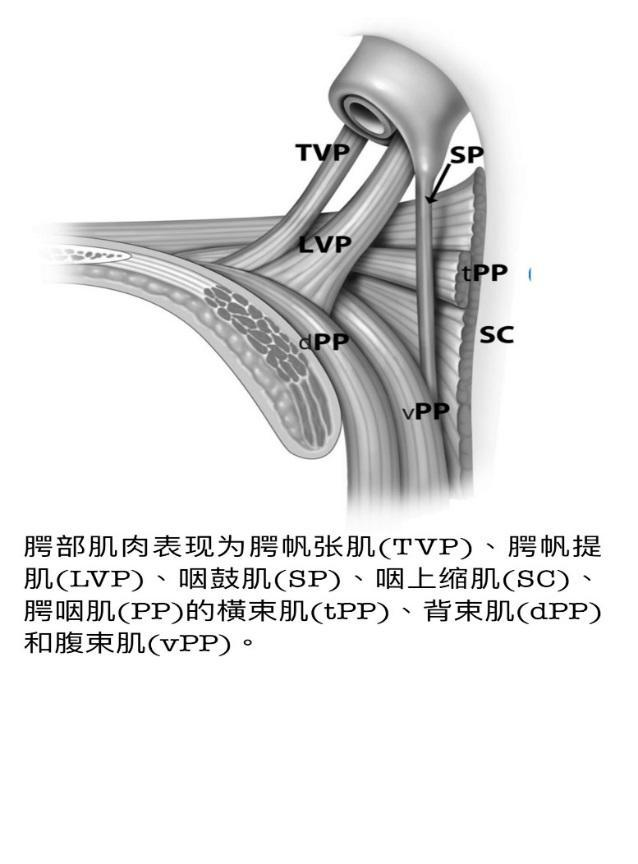 TVP
SP
LVP
tPP
SC
dPP
vPP
腭部肌肉表现为腭帆张肌(TVP)、腭帆提
肌(LVP)、咽鼓肌(SP)、咽上缩肌(SC)、
腭咽肌(PP)的橫束肌(tPP)、背束肌(dPP)
和腹束肌(vPP)。